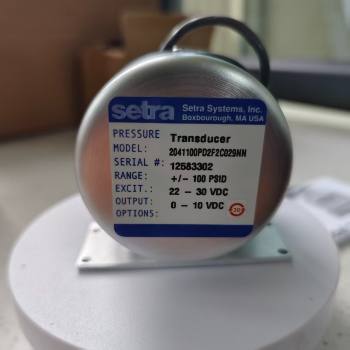 setra
Setra Systems, Inc.
Boxbourough, MA USA
PRESSURE Transducer
MODEL: 2041100PD2F2C029NN
SERIAL #: 12583302
RANGE: +/- 100 PSID
EXCIT.: 22 - 30 VDC
OUTPUT: 0 - 10 VDC
OPTIONS: